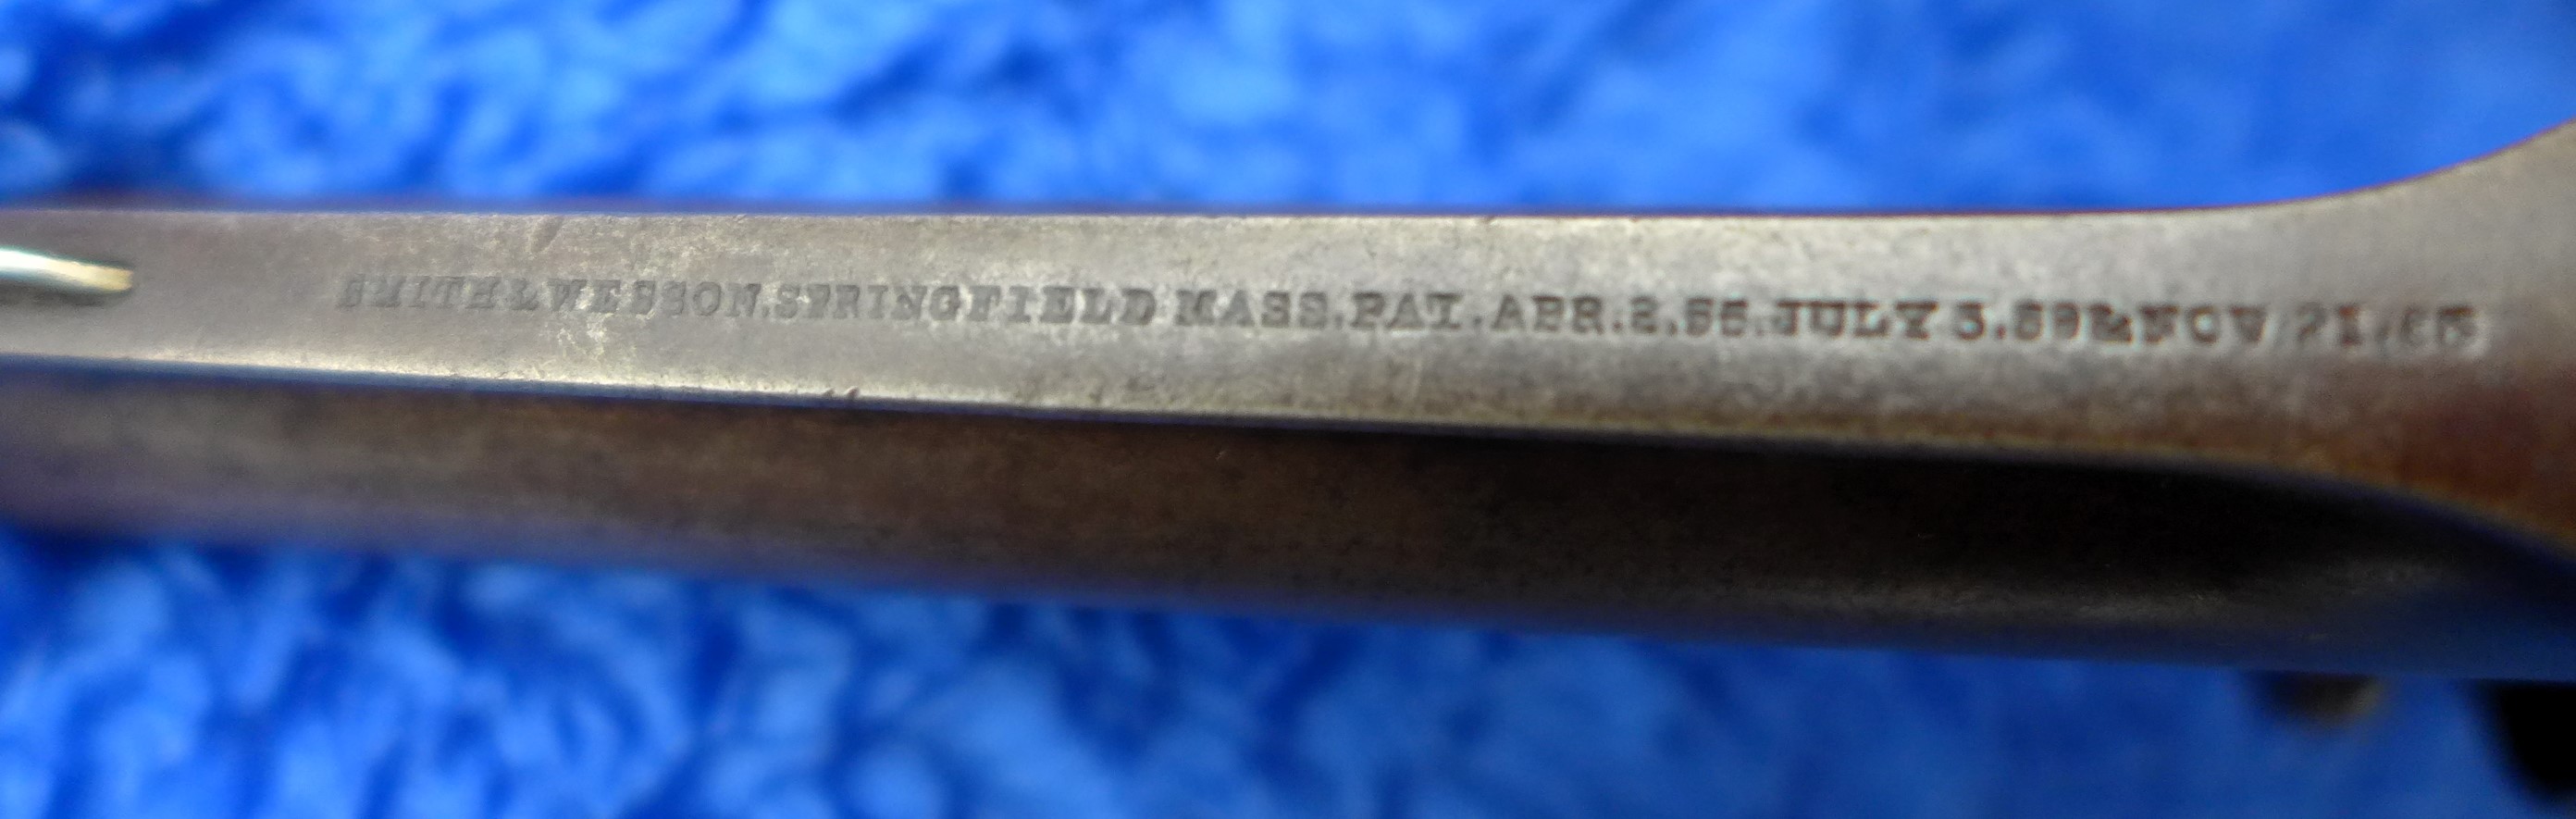 SMITH & WESSON. SPRINGFIELD MASS. PAT. APR. 3. 55. JULY 5. 59 & NOV 21. 65